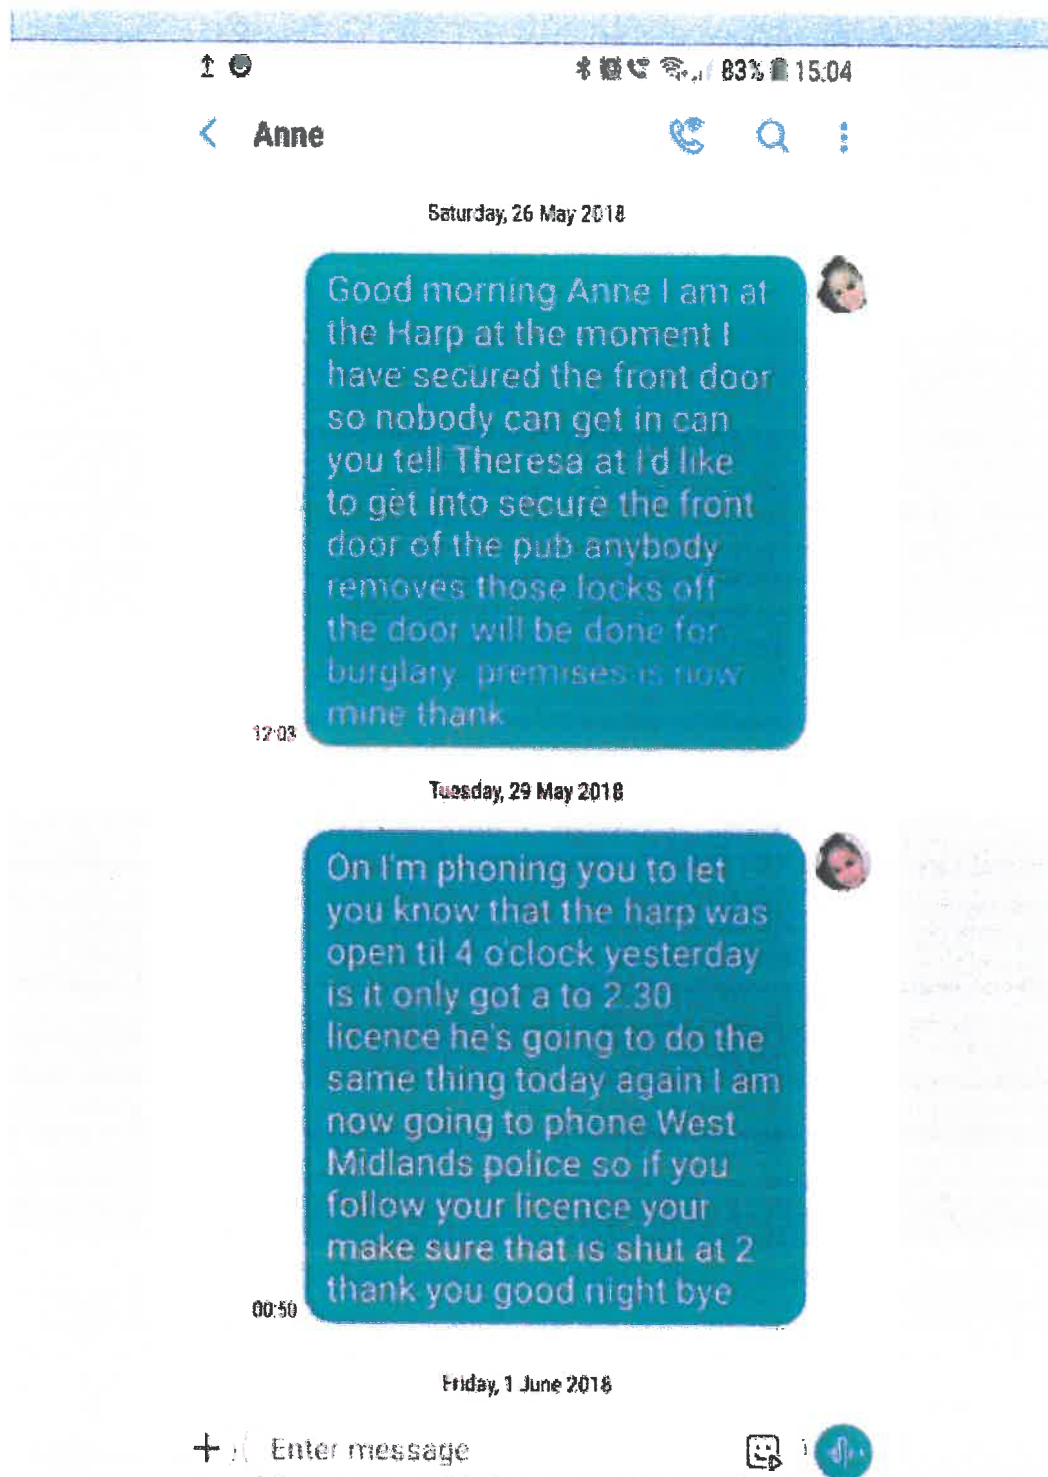 83% 15:04
Anne
Saturday, 26 May 2018
Good morning Anne I am at
the Harp at the moment I
have secured the front door
so nobody can get in can
you tell Theresa at I'd like
to get into secure the front
door of the pub anybody
removes those locks off
the door will be done for
burglary premises is now
mine thank
12:03
Tuesday, 29 May 2018
On I'm phoning you to let
you know that the harp was
open til 4 o'clock yesterday
is it only got a to 2.30
licence he's going to do the
same thing today again I am
now going to phone West
Midlands police so if you
follow your licence your
make sure that is shut at 2
thank you good night bye
00:50
Friday, 1 June 2018
Enter message